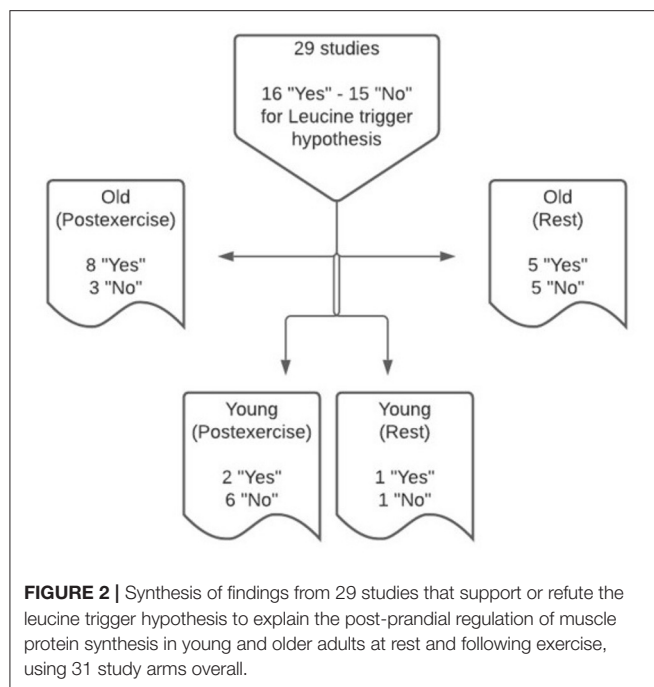 29 studies
16 "Yes" - 15 "No"
for Leucine trigger
hypothesis
Old
(Postexercise)
8 "Yes"
3 "No"
Old
(Rest)
5 "Yes"
5 "No"
Young
(Postexercise)
2 "Yes"
6 "No"
Young
(Rest)
1 "Yes"
1 "No"
FIGURE 2 | Synthesis of findings from 29 studies that support or refute the
leucine trigger hypothesis to explain the post-prandial regulation of muscle
protein synthesis in young and older adults at rest and following exercise,
using 31 study arms overall.